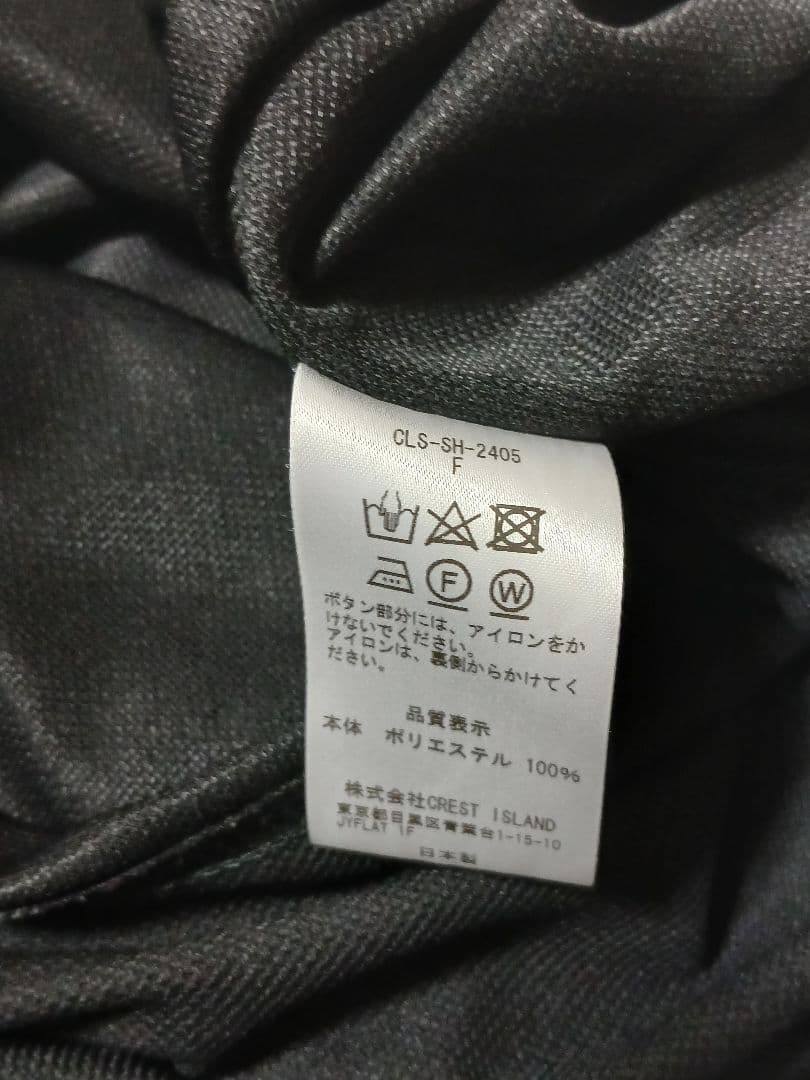 CLS-SH-2405
F
F W
ボタン部分には、アイロンをか
けないでください。
アイロンは、裏側からかけてく
ださい。
品質表示
本体 ポリエステル 100%
株式会社CREST ISLAND
東京都目黒区青葉台1-15-10
JYFLAT 1F
日本製